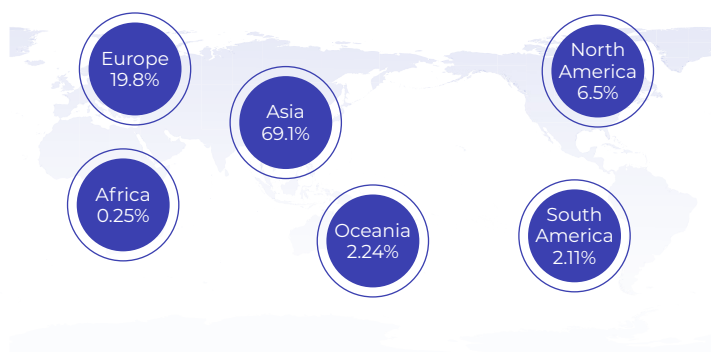 Europe
19.8%
Asia
69.1%
North
America
6.5%
Africa
0.25%
Oceania
2.24%
South
America
2.11%